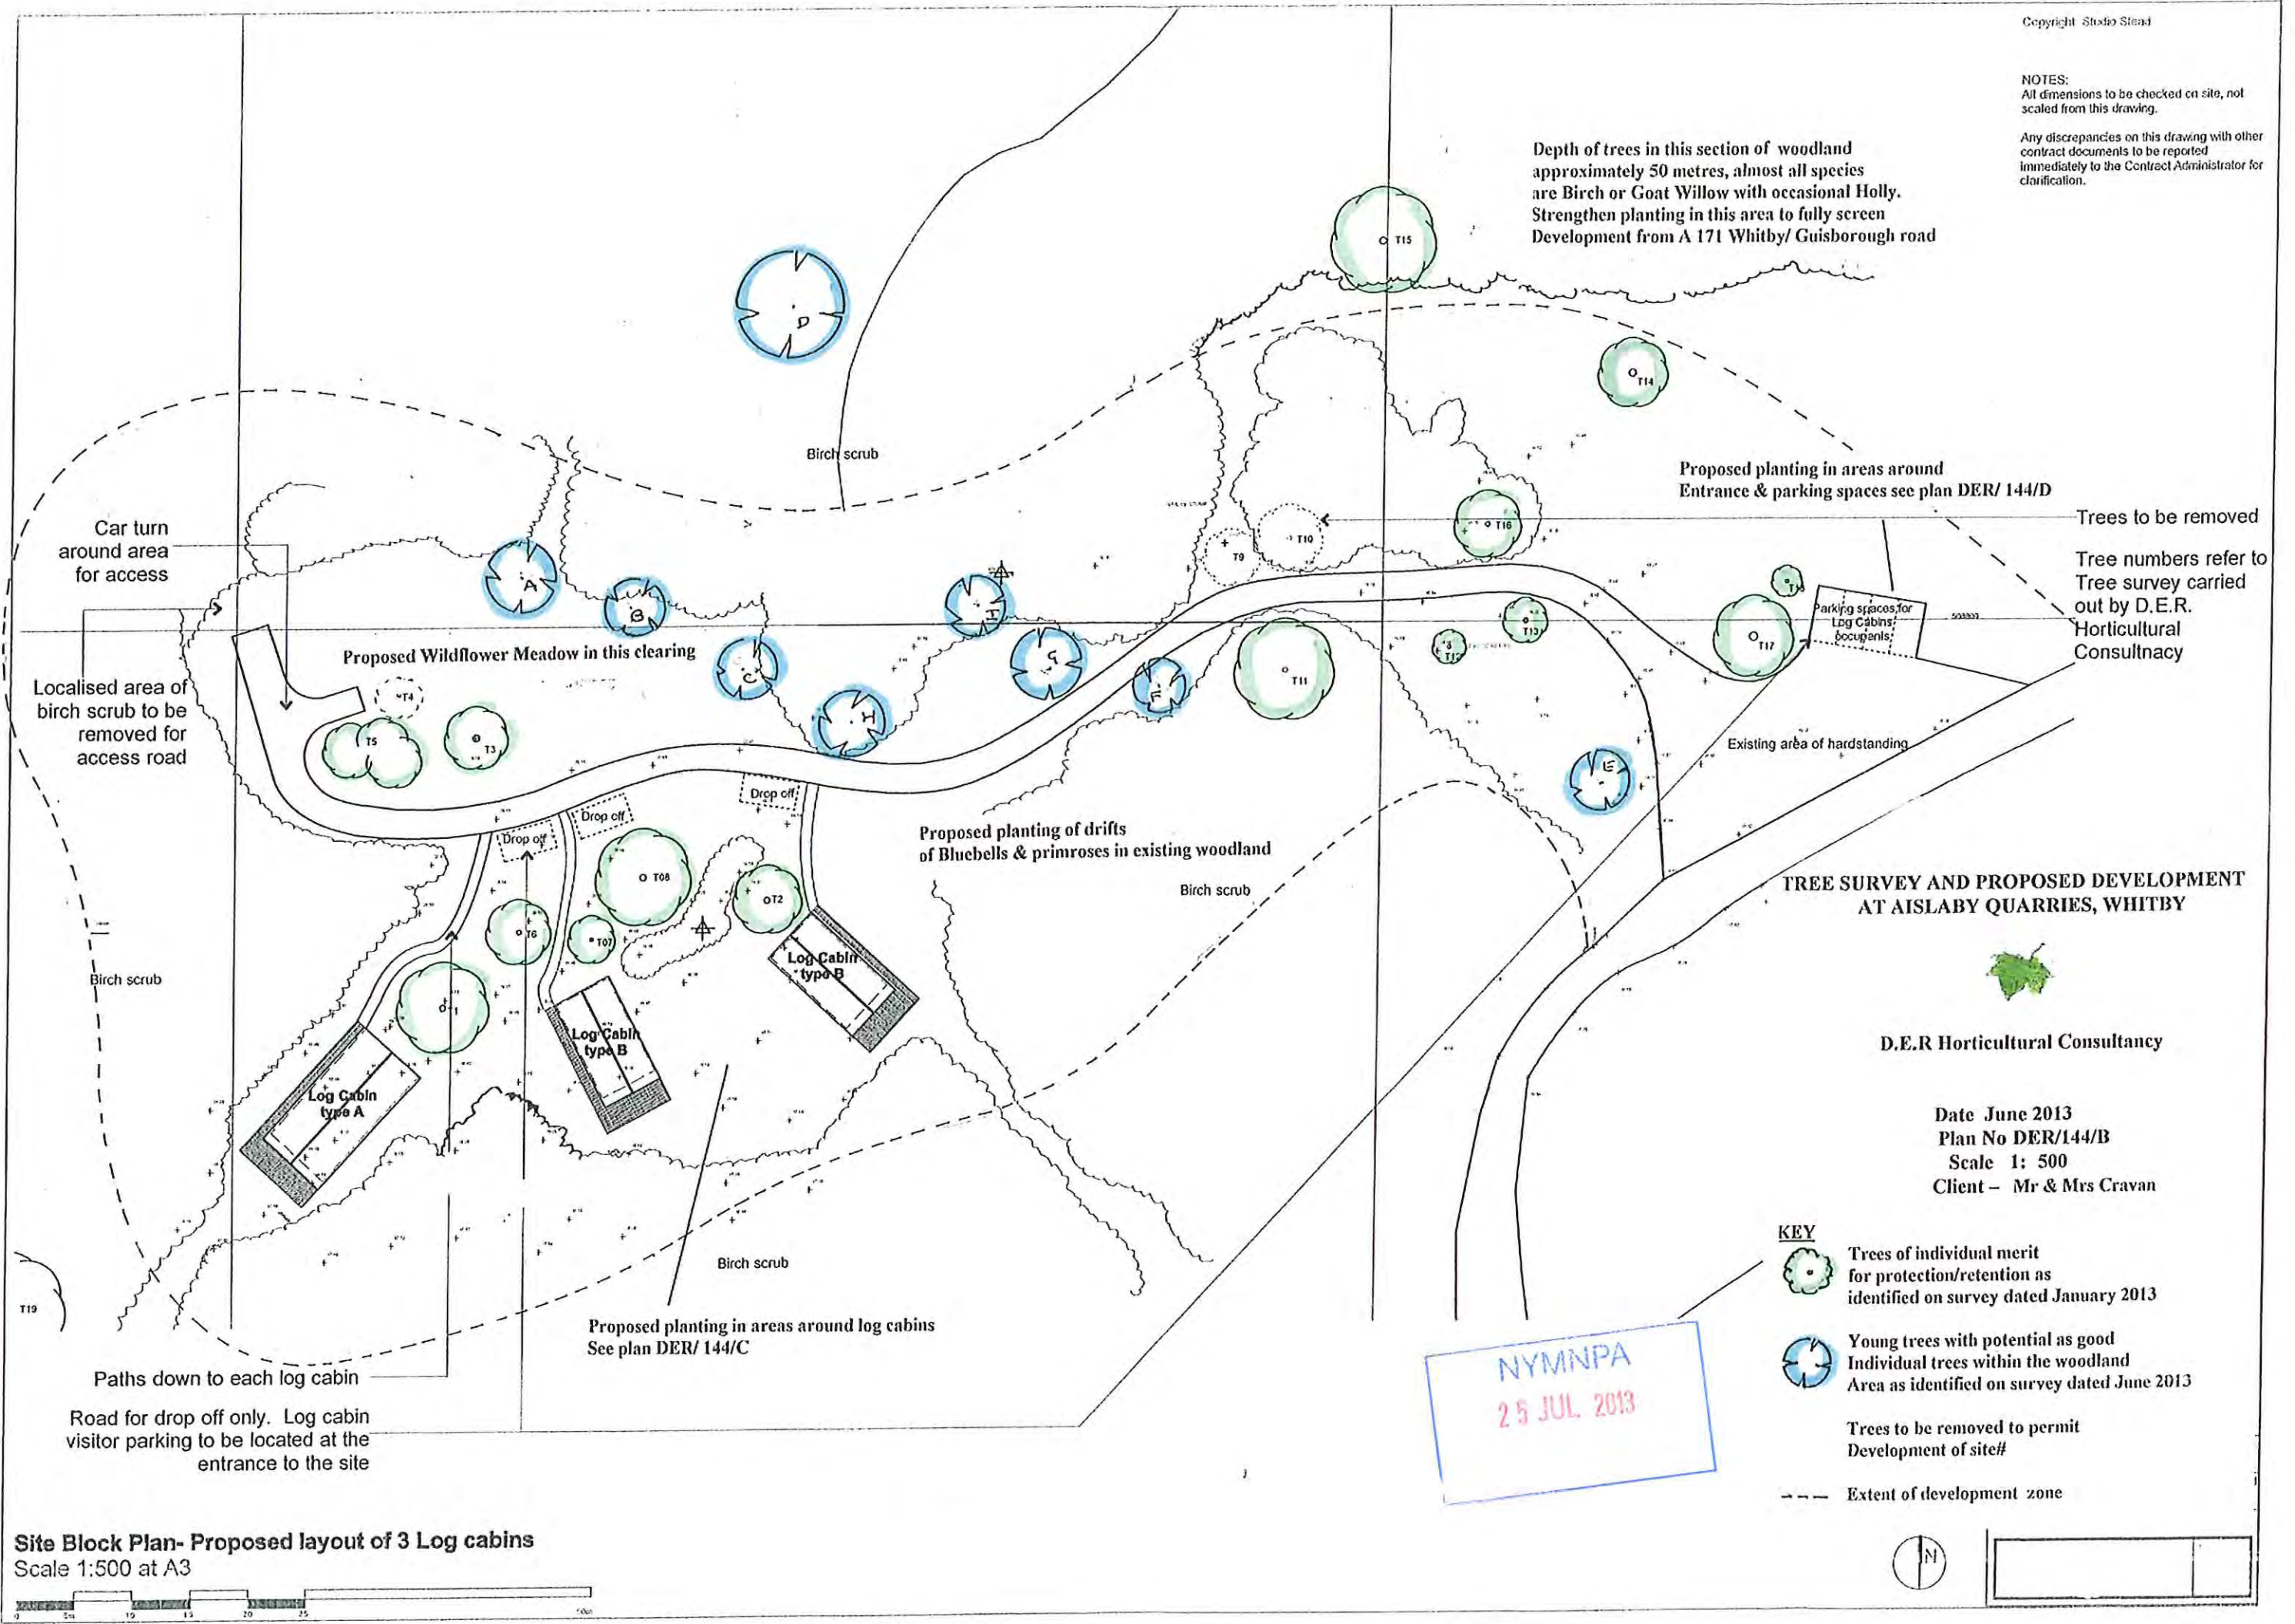 Copyright Studio Stead
NOTES:
All dimensions to be checked on site, not
scaled from this drawing.
Any discrepancies on this drawing with other
contract documents to be reported
immediately to the Contract Administrator for
clarification.
Depth of trees in this section of woodland
approximately 50 metres, almost all species
are Birch or Goat Willow with occasional Holly.
Strengthen planting in this area to fully screen
Development from A 171 Whitby/ Guisborough road
T15
D
T14
Birch scrub
Proposed planting in areas around
Entrance & parking spaces see plan DER/ 144/D
Trees to be removed
Car turn
around area
for access
T16
T10
T9
Tree numbers refer to
Tree survey carried
out by D.E.R.
Horticultural
Consultnacy
A
B
H
T13
Parking spaces for
Log Cabins
occupants
T17
Proposed Wildflower Meadow in this clearing
C
G
F
T11
Localised area of
birch scrub to be
removed for
access road
T4
T5
T3
H
Existing area of hardstanding
E
Drop off
Drop off
Drop off
Proposed planting of drifts
of Bluebells & primroses in existing woodland
Birch scrub
T08
T2
T6
T07
TREE SURVEY AND PROPOSED DEVELOPMENT
AT AISLABY QUARRIES, WHITBY
Log Cabin
type B
Birch scrub
Log Cabin
type B
D.E.R Horticultural Consultancy
Log Cabin
type A
Date June 2013
Plan No DER/144/B
Scale 1: 500
Client – Mr & Mrs Cravan
KEY
Trees of individual merit
for protection/retention as
identified on survey dated January 2013
Birch scrub
T19
Proposed planting in areas around log cabins
See plan DER/ 144/C
Young trees with potential as good
Individual trees within the woodland
Area as identified on survey dated June 2013
NYMNPA
25 JUL 2013
Paths down to each log cabin
Road for drop off only. Log cabin
visitor parking to be located at the
entrance to the site
Trees to be removed to permit
Development of site#
Extent of development zone
Site Block Plan- Proposed layout of 3 Log cabins
Scale 1:500 at A3
0 5m 10 15 20 25 50m
N